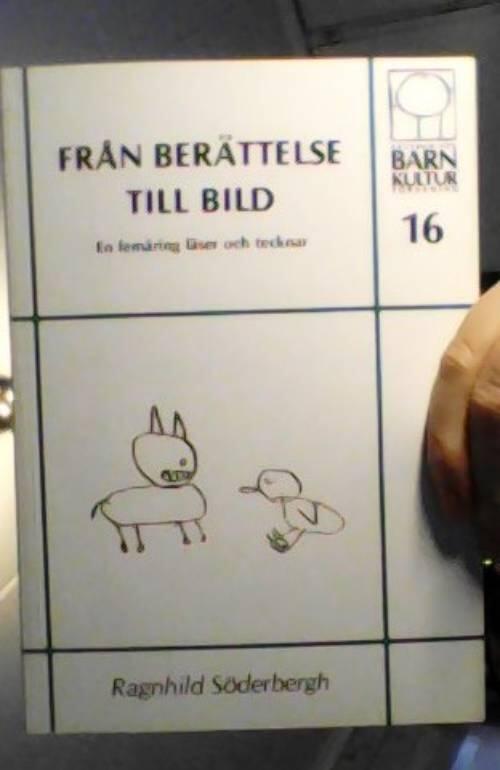 FRÅN BERÄTTELSE
TILL BILD
En femåring läser och tecknar
BARN
KULTUR
16
Ragnhild Söderbergh